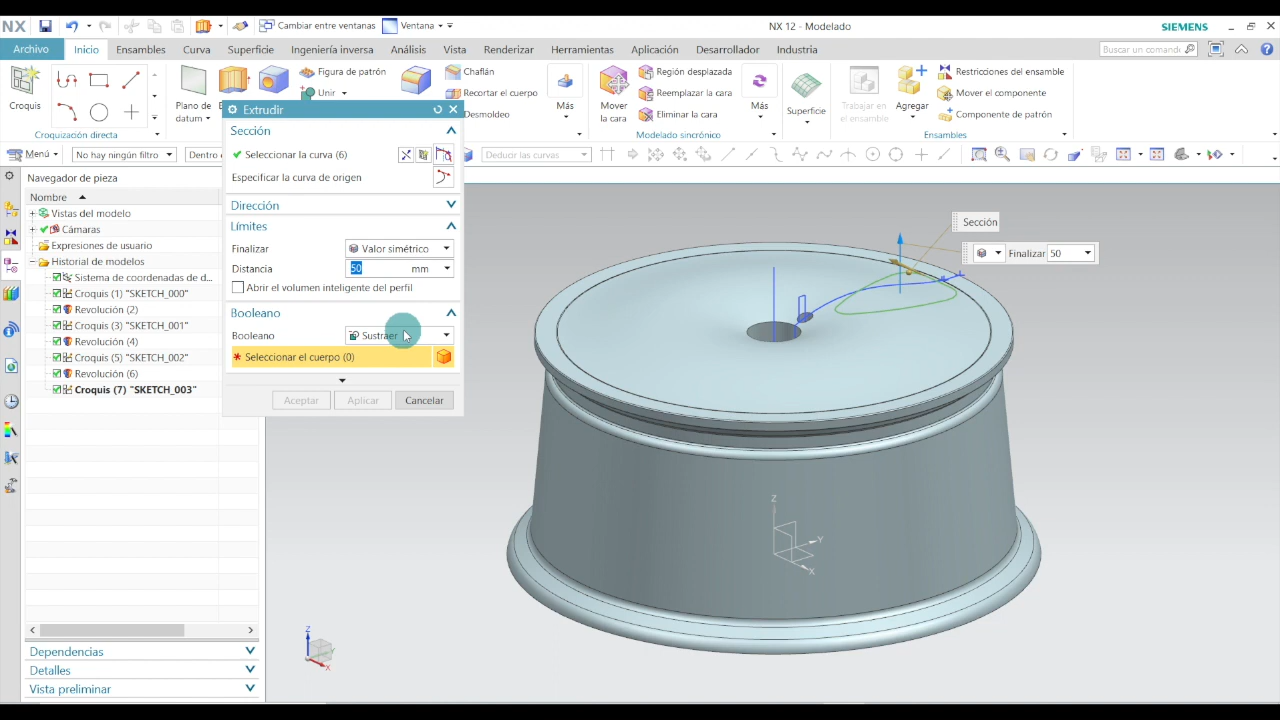 NX
Cambiar entre ventanas
Ventana
NX 12 - Modelado
SIEMENS
Archivo
Inicio
Ensambles
Curva
Superficie
Ingeniería inversa
Análisis
Vista
Renderizar
Herramientas
Aplicación
Desarrollador
Industria
Buscar un comando
Croquis
Croquización directa
Plano de
datum
Figura de patrón
Unir
Chaflán
Recortar el cuerpo
Desmoldeo
Más
Mover
la cara
Región desplazada
Reemplazar la cara
Eliminar la cara
Más
Modelado sincrónico
Superficie
Trabajar en
el ensamble
Agregar
Restricciones del ensamble
Mover el componente
Componente de patrón
Ensambles
Menú
No hay ningún filtro
Dentro
Deducir las curvas
Navegador de pieza
Nombre
Vistas del modelo
Cámaras
Expresiones de usuario
Historial de modelos
Sistema de coordenadas de d...
Croquis (1) "SKETCH_000"
Revolución (2)
Croquis (3) "SKETCH_001"
Revolución (4)
Croquis (5) "SKETCH_002"
Revolución (6)
Croquis (7) "SKETCH_003"
Dependencias
Detalles
Vista preliminar
Extrudir
Sección
Seleccionar la curva (6)
Especificar la curva de origen
Dirección
Límites
Finalizar
Valor simétrico
Distancia
50 mm
Abrir el volumen inteligente del perfil
Booleano
Booleano
Sustraer
* Seleccionar el cuerpo (0)
Aceptar
Aplicar
Cancelar
Sección
Finalizar 50
Z
Y
X
Z
X